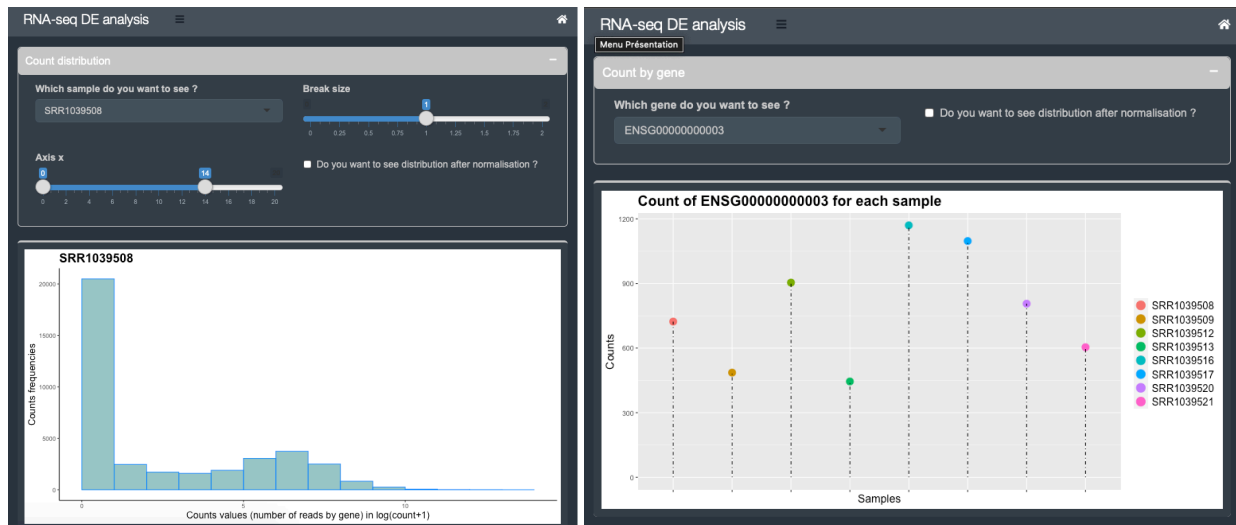 RNA-seq DE analysis
Count distribution
Which sample do you want to see ?
SRR1039508
Break size
1
0 0.25 0.5 0.75 1 1.25 1.5 1.75 2
Axis x
0 14
0 2 4 6 8 10 12 14 16 18 20
Do you want to see distribution after normalisation ?
SRR1039508
Counts frequencies
20000
15000
10000
5000
0
0 5 10
Counts values (number of reads by gene) in log(count+1)
RNA-seq DE analysis
Menu Présentation
Count by gene
Which gene do you want to see ?
ENSG00000000003
Do you want to see distribution after normalisation ?
Count of ENSG00000000003 for each sample
Counts
1200
900
600
300
0
Samples
SRR1039508
SRR1039509
SRR1039512
SRR1039513
SRR1039516
SRR1039517
SRR1039520
SRR1039521